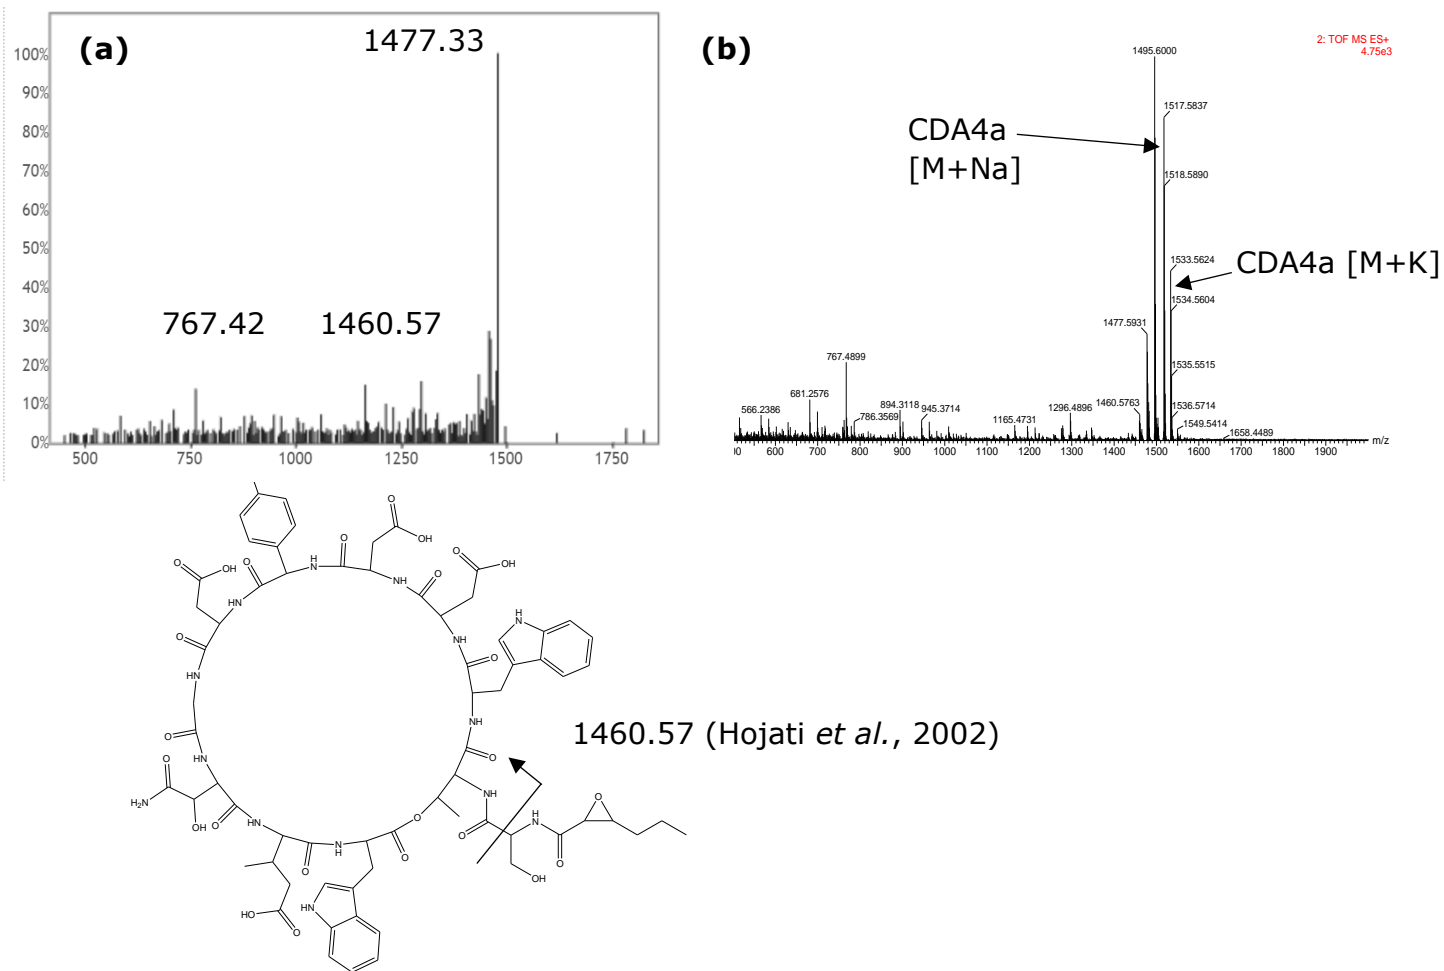 (a)
1477.33
100%
90%
80%
70%
60%
50%
40%
30%
20%
10%
0%
767.42
1460.57
500
750
1000
1250
1500
1750
(b)
2: TOF MS ES+
4.75e3
1495.6000
1517.5837
CDA4a
[M+Na]
1518.5890
1533.5624
CDA4a [M+K]
1534.5604
1477.5931
767.4899
1535.5515
681.2576
566.2386
786.3569
894.3118
945.3714
1165.4731
1296.4896
1460.5763
1536.5714
1549.5414
1658.4489
m/z
00
600
700
800
900
1000
1100
1200
1300
1400
1500
1600
1700
1800
1900
O
OH
O
OH
O
H
N
O
O
OH
O
HN
NH
O
O
HN
NH
O
H
N
O
NH
O
HN
O
H2N
OH
O
HN
O
N
H
O
O
O
NH
O
H
N
O
O
OH
HO
O
HN
1460.57 (Hojati et al., 2002)